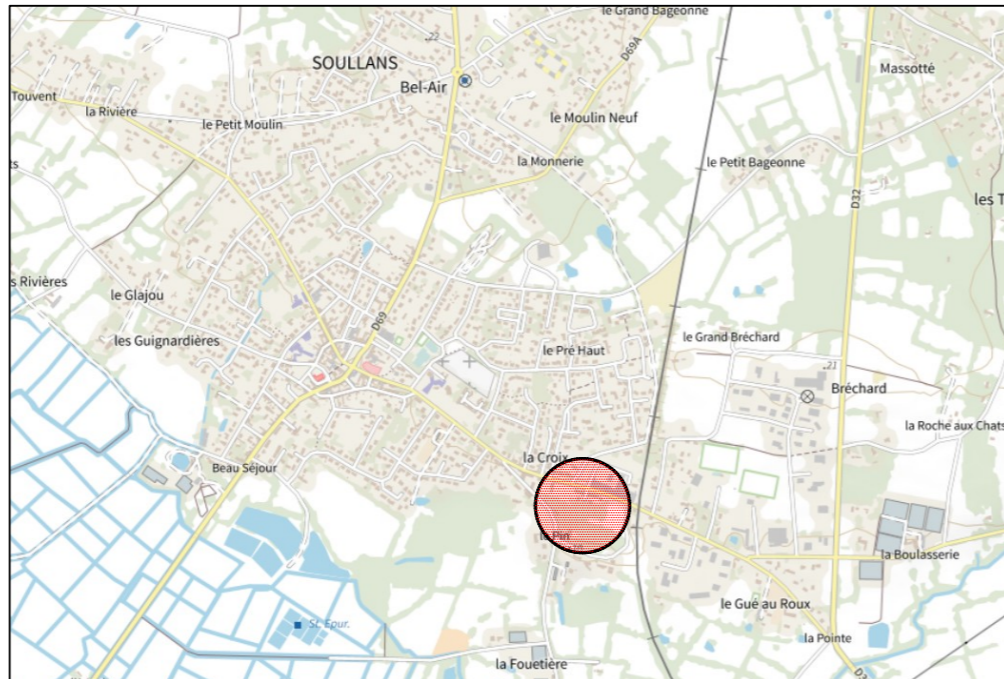 le Grand Bageonne
22
D69A
SOULLANS
Massotté
Bel-Air
Touvent
la Rivière
le Petit Moulin
le Moulin Neuf
la Monnerie
le Petit Bageonne
D32
les T
s Rivières
le Glajou
D69
les Guignardières
le Pré Haut
le Grand Bréchard
21
Bréchard
la Roche aux Chats
la Croix
Beau Séjour
le Pin
la Boulasserie
le Gué au Roux
St. Epur.
la Pointe
la Fouetière